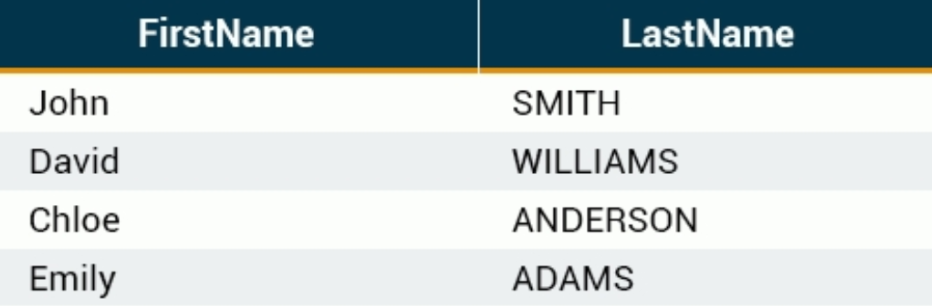 FirstName LastName
John SMITH
David WILLIAMS
Chloe ANDERSON
Emily ADAMS